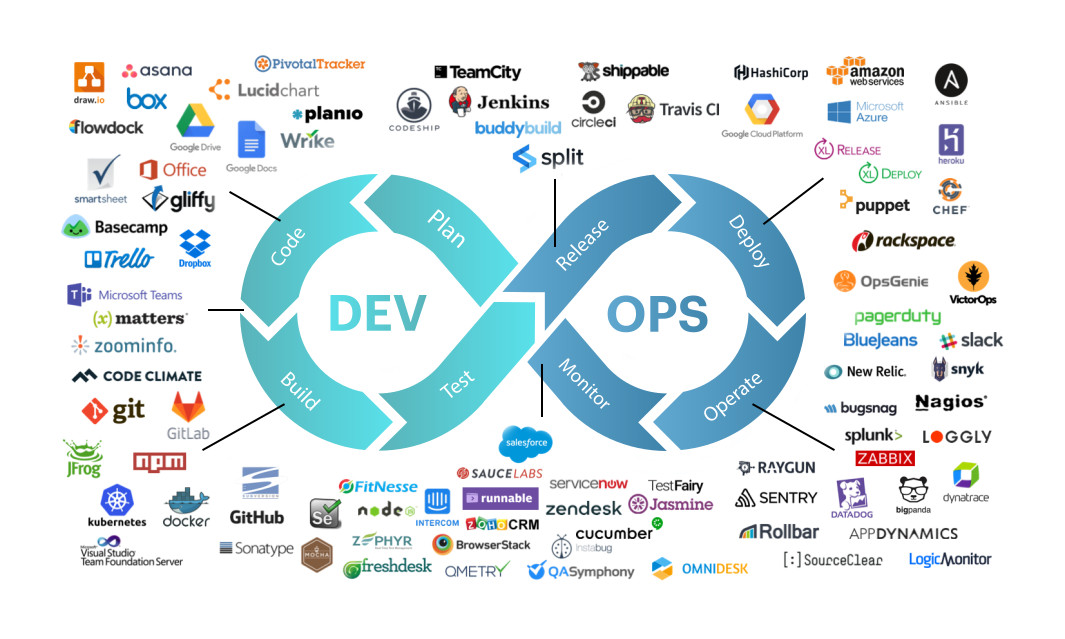 draw.io
asana
PivotalTracker
box
Lucidchart
flowdock
Google Drive
planio
Google Docs
Wrike
smartsheet
Office
gliffy
Basecamp
Trello
Dropbox
Microsoft Teams
(x)matters
zoominfo.
CODE CLIMATE
git
GitLab
JFrog
npm
kubernetes
docker
SUBVERSION
GitHub
Microsoft
Visual Studio
Team Foundation Server
Sonatype
TeamCity
shippable
CODESHIP
Jenkins
circleci
Travis CI
buddybuild
split
HashiCorp
amazon
web services
ANSIBLE
Google Cloud Platform
Microsoft
Azure
XL RELEASE
heroku
XL DEPLOY
puppet
CHEF
rackspace.
OpsGenie
VictorOps
pagerduty
BlueJeans
slack
New Relic.
snyk
bugsnag
Nagios®
splunk>
LOGGLY
ZABBIX
Code
Plan
Build
Test
DEV
Release
Deploy
Monitor
Operate
OPS
salesforce
SAUCELABS
FitNesse
Se
node
JS
INTERCOM
runnable
ZOHO CRM
servicenow
TestFairy
zendesk
Jasmine
MOCHA
ZEPHYR
BrowserStack
cucumber
instabug
freshdesk
QMETRY
QASymphony
OMNIDESK
RAYGUN
SENTRY
DATADOG
bigpanda
dynatrace
Rollbar
APPDYNAMICS
[:]SourceClear
LogicMonitor